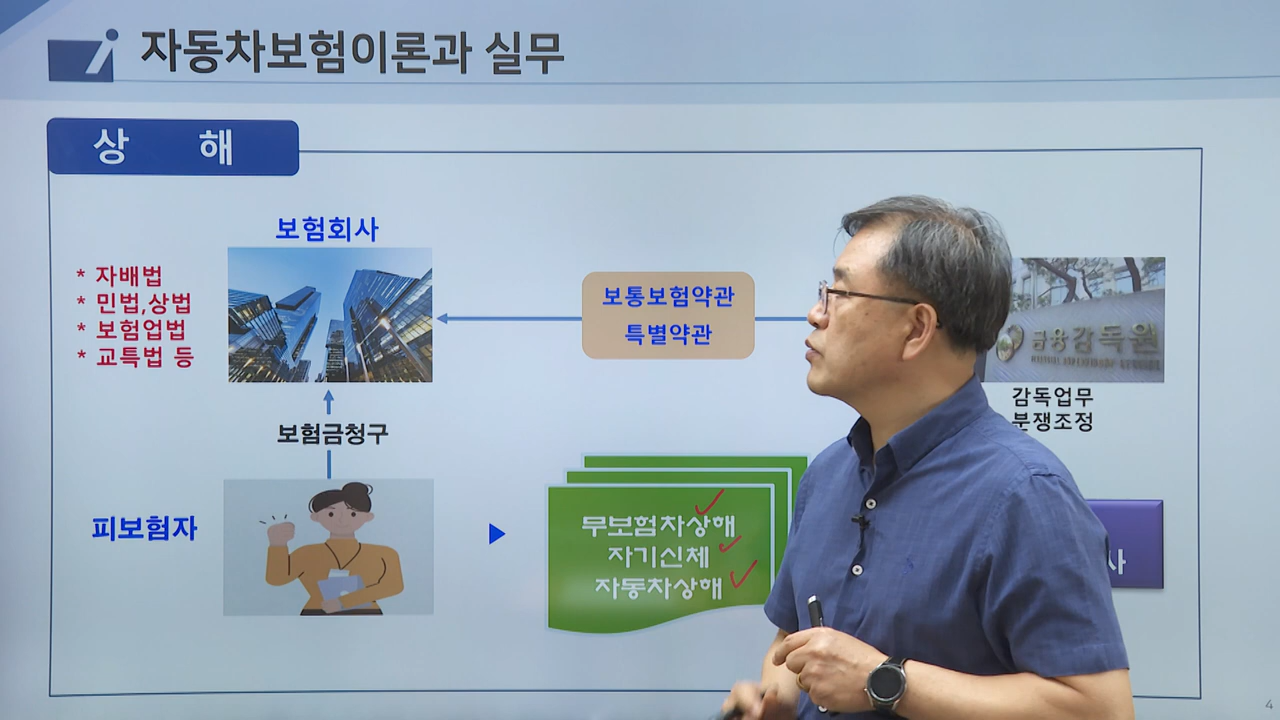 자동차보험이론과 실무
상 해
보험회사
* 자배법
* 민법,상법
* 보험업법
* 교특법 등
보통보험약관
특별약관
금융감독원
감독업무
분쟁조정
보험금청구
피보험자
무보험차상해
자기신체
자동차상해
사
4